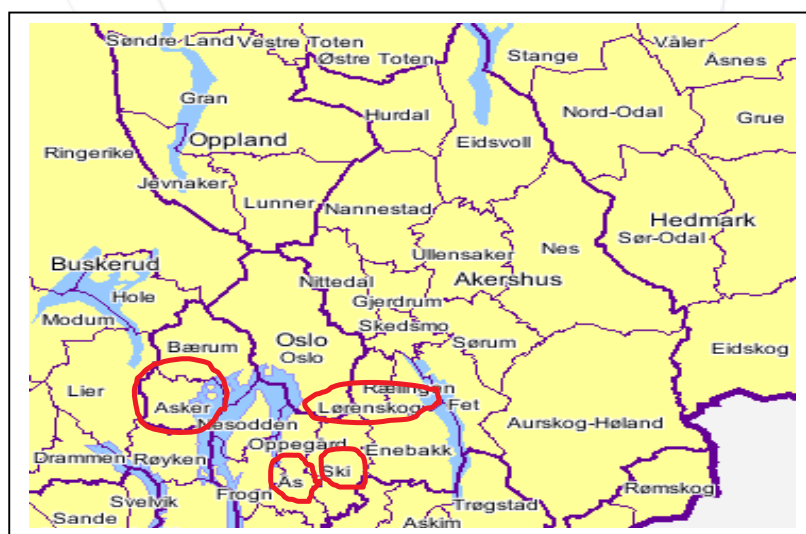 Søndre Land
Vestre Toten
Østre Toten
Stange
Våler
Åsnes
Gran
Hurdal
Nord-Odal
Grue
Oppland
Eidsvoll
Ringerike
Jevnaker
Lunner
Nannestad
Hedmark
Sør-Odal
Ullensaker
Nes
Buskerud
Nittedal
Akershus
Hole
Gjerdrum
Modum
Skedsmo
Oslo
Oslo
Bærum
Sørum
Eidskog
Lier
Rælingen
Asker
Lørenskog
Fet
Nesodden
Aurskog-Høland
Oppegård
Enebakk
Drammen
Røyken
Ski
Ås
Rømskog
Svelvik
Frogn
Trøgstad
Sande
Askim